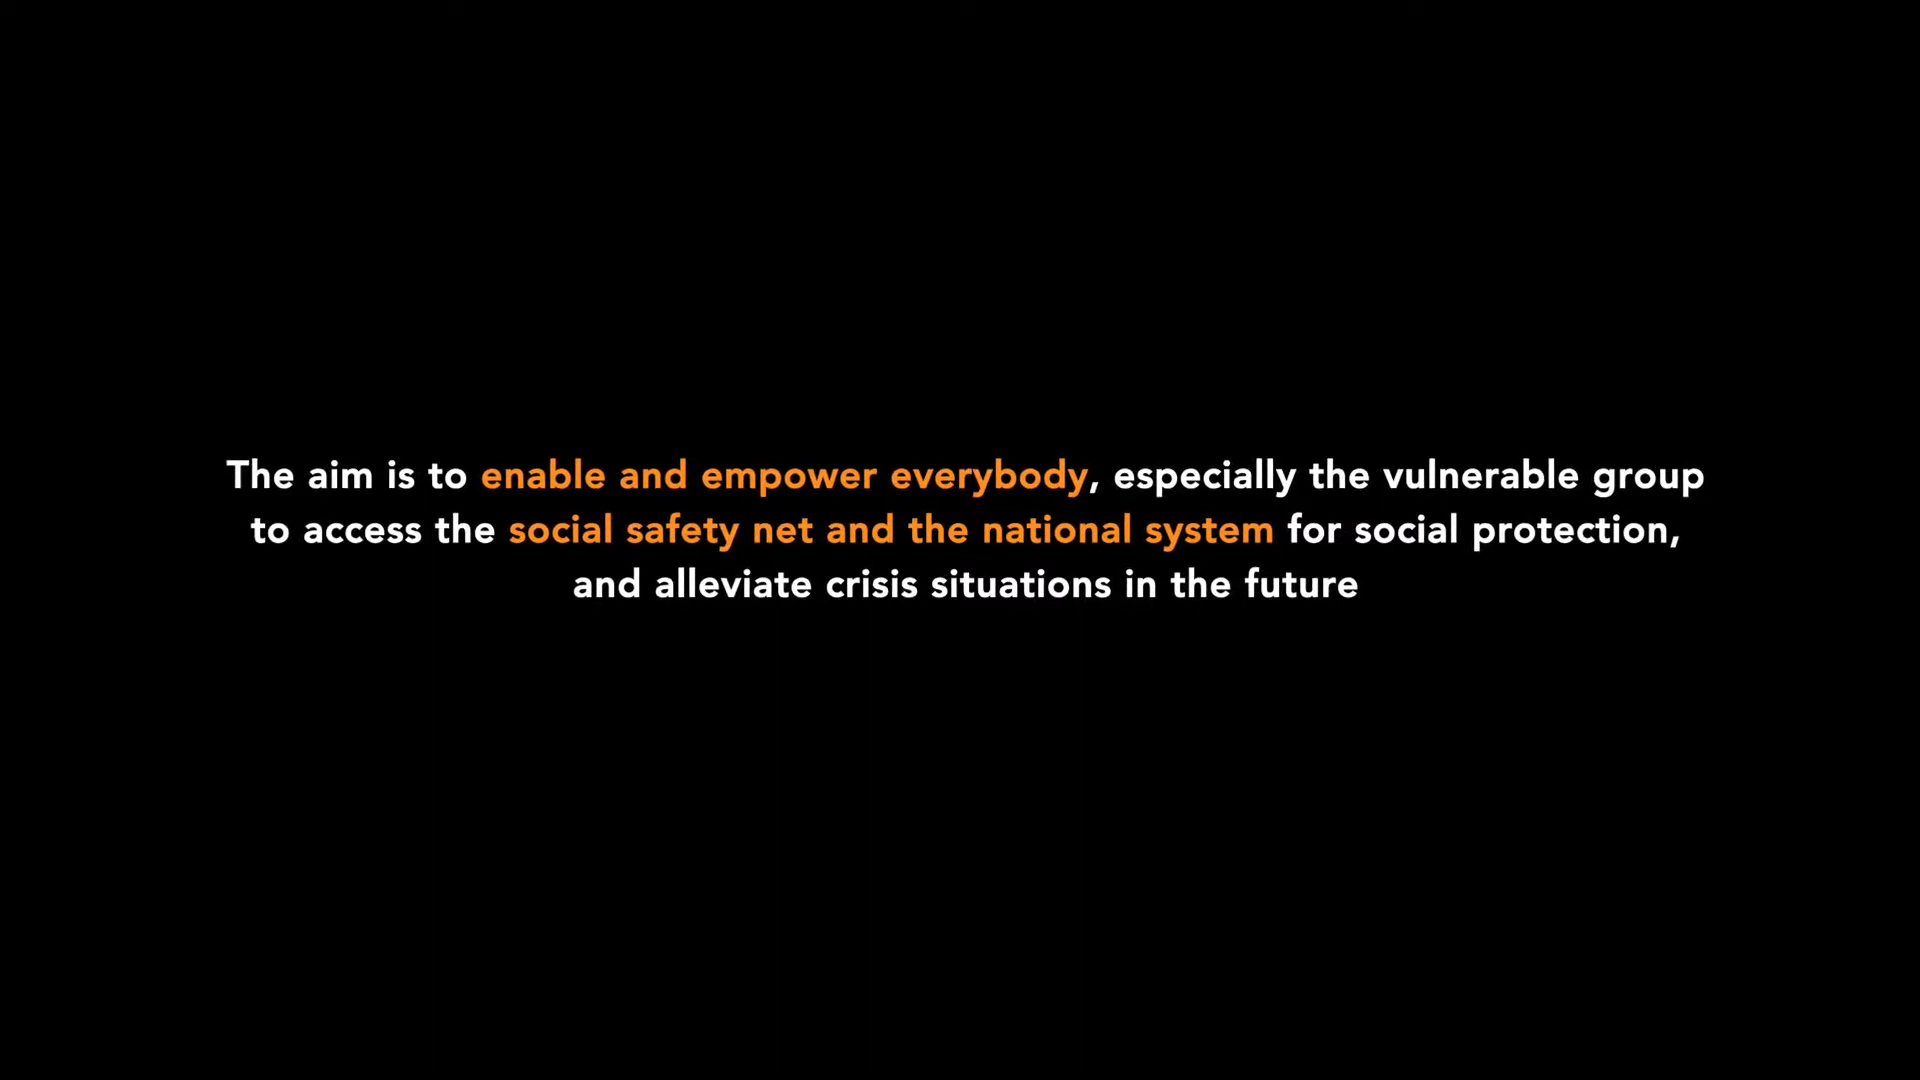 The aim is to enable and empower everybody, especially the vulnerable group
to access the social safety net and the national system for social protection,
and alleviate crisis situations in the future